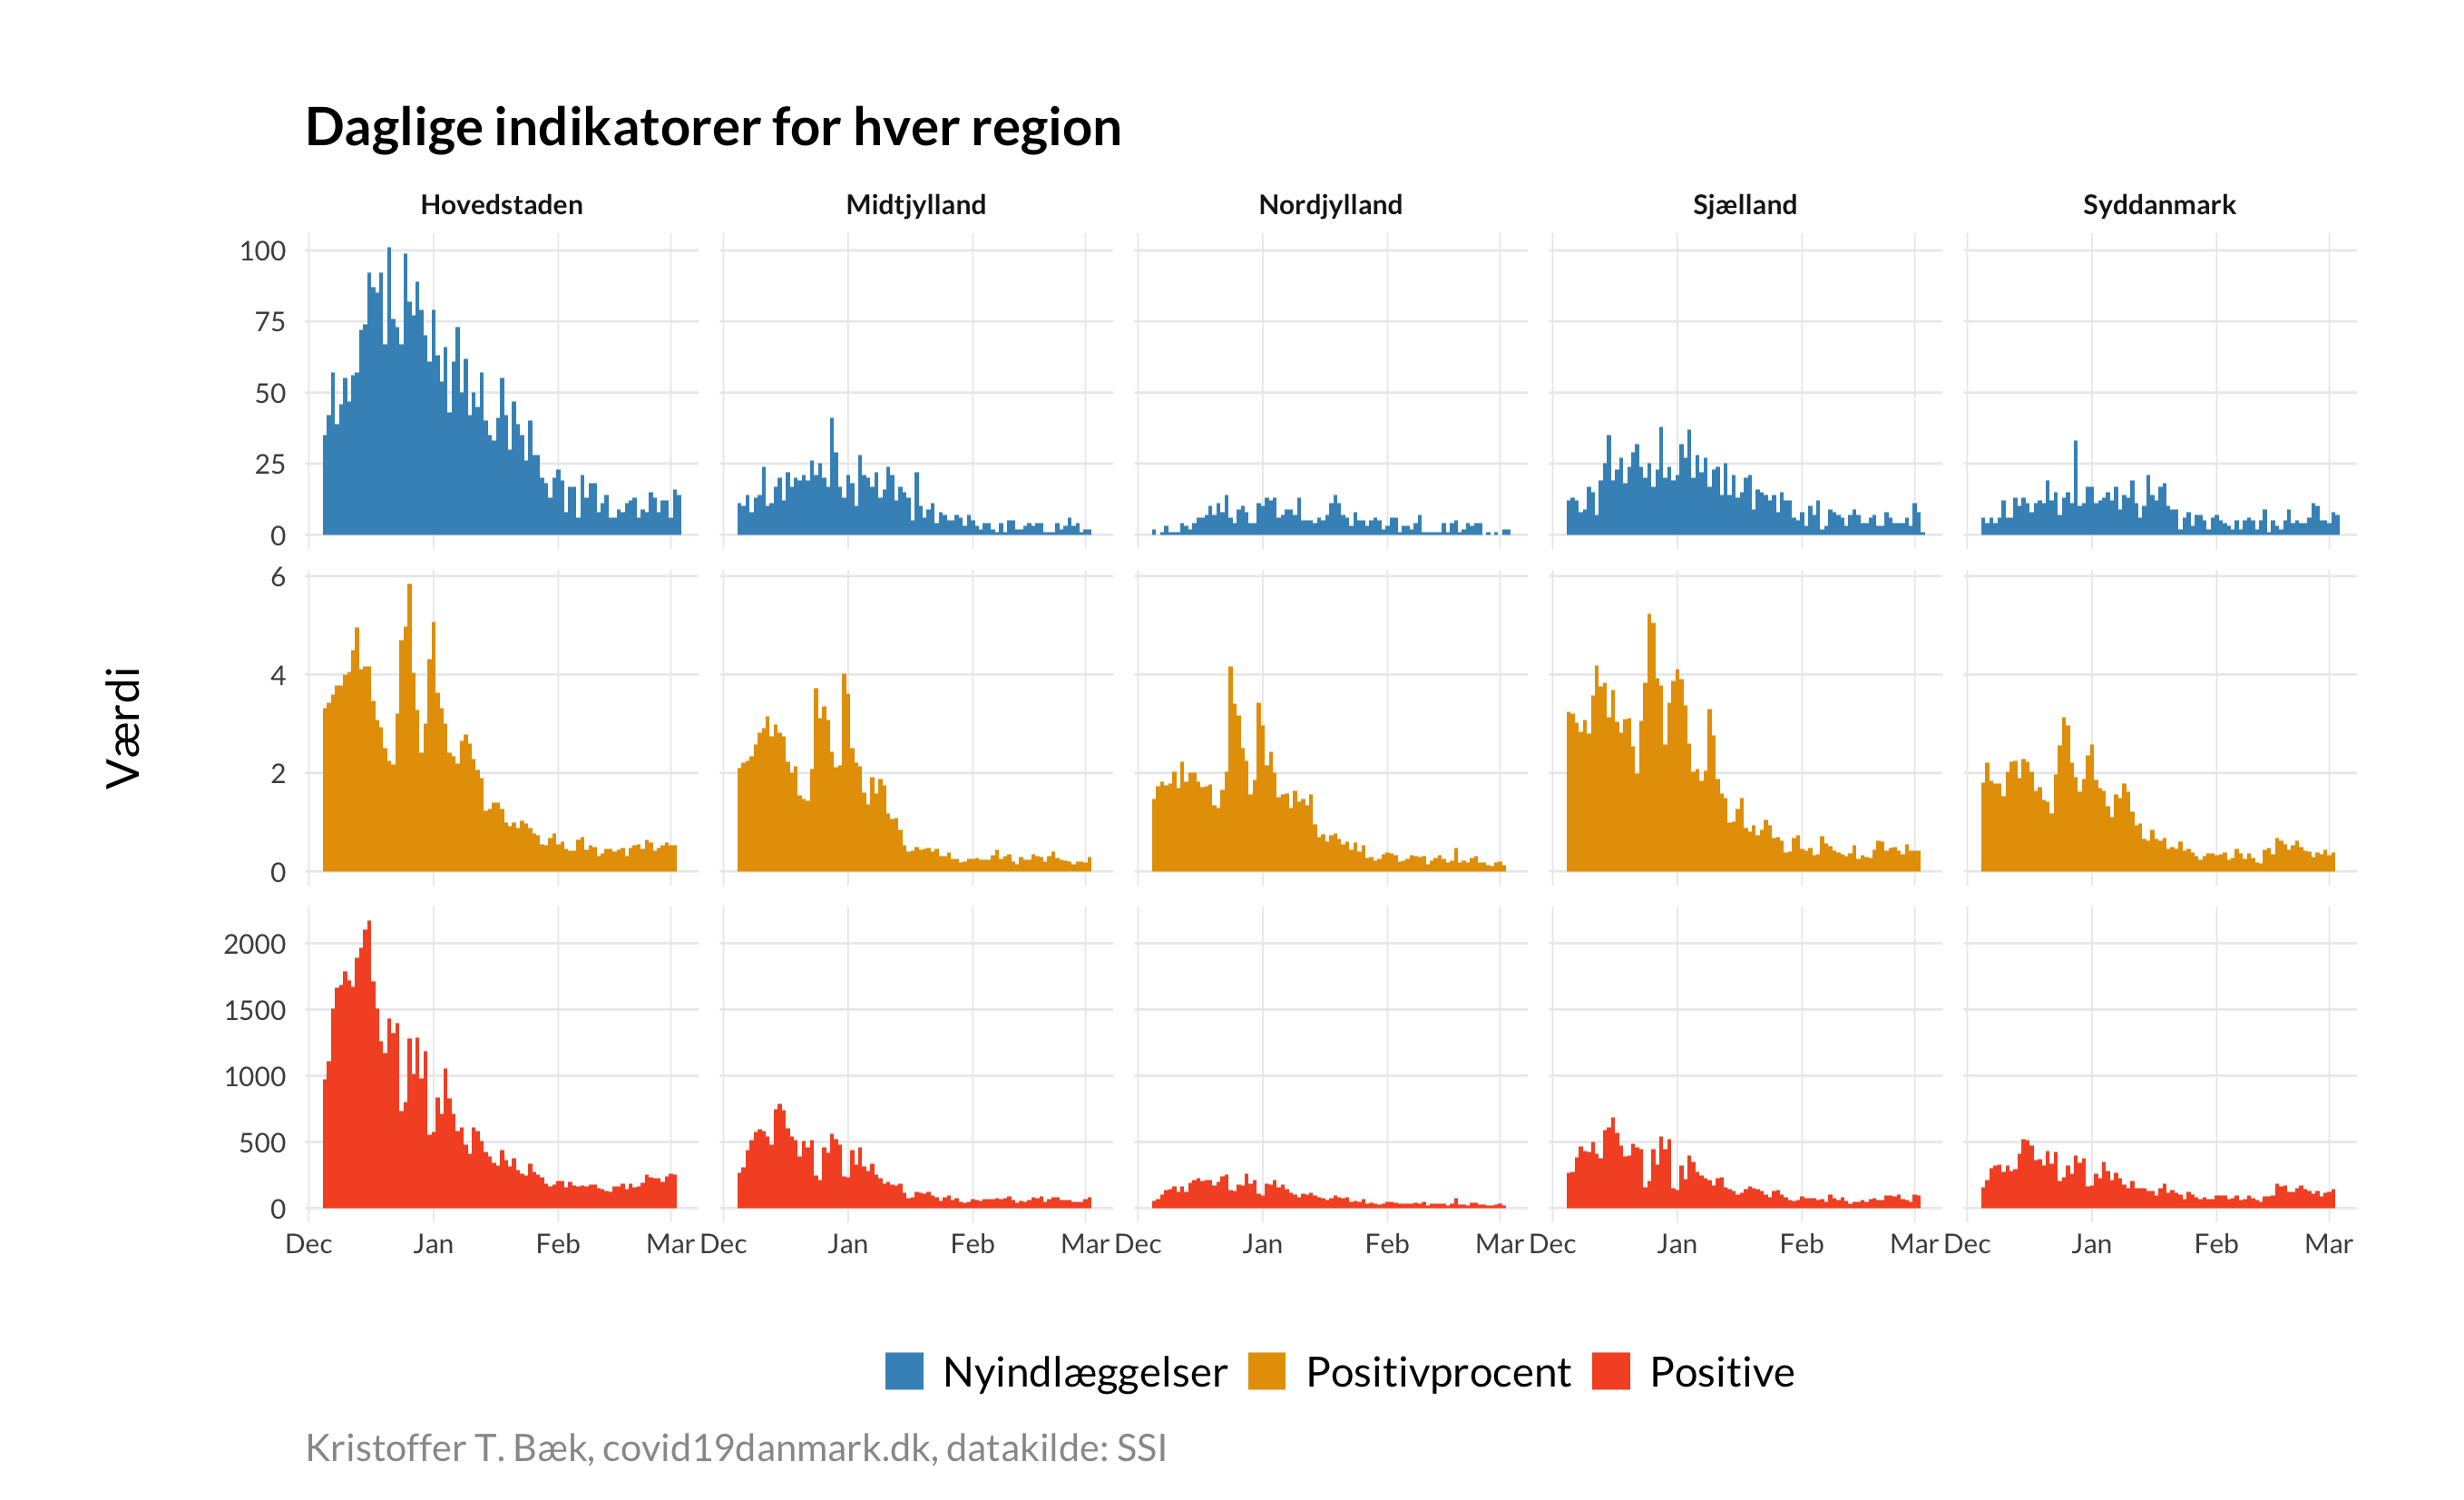 Daglige indikatorer for hver region
Hovedstaden Midtjylland Nordjylland Sjælland Syddanmark
100
75
50
25
0
6
4
2
0
2000
1500
1000
500
0
Værdi
Dec Jan Feb Mar Dec Jan Feb Mar Dec Jan Feb Mar Dec Jan Feb Mar Dec Jan Feb Mar
Nyindlæggelser Positivprocent Positive
Kristoffer T. Bæk, covid19danmark.dk, datakilde: SSI